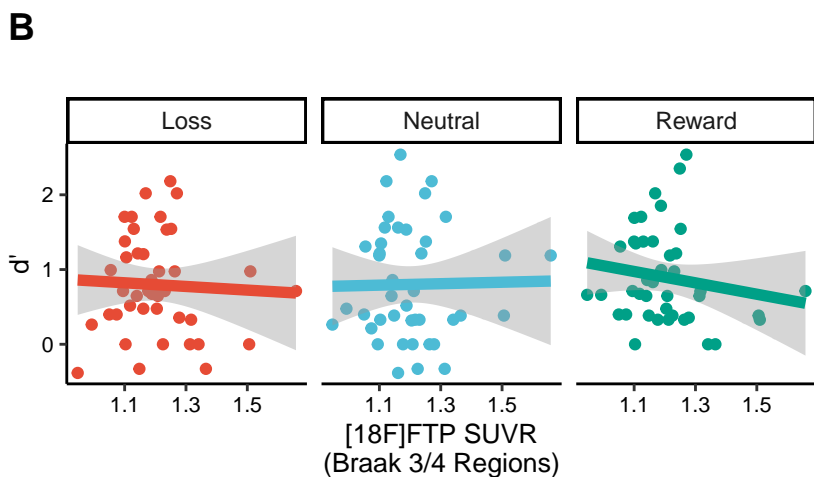 B
Loss Neutral Reward
2
1
0
d'
1.1 1.3 1.5 1.1 1.3 1.5 1.1 1.3 1.5
[18F]FTP SUVR
(Braak 3/4 Regions)